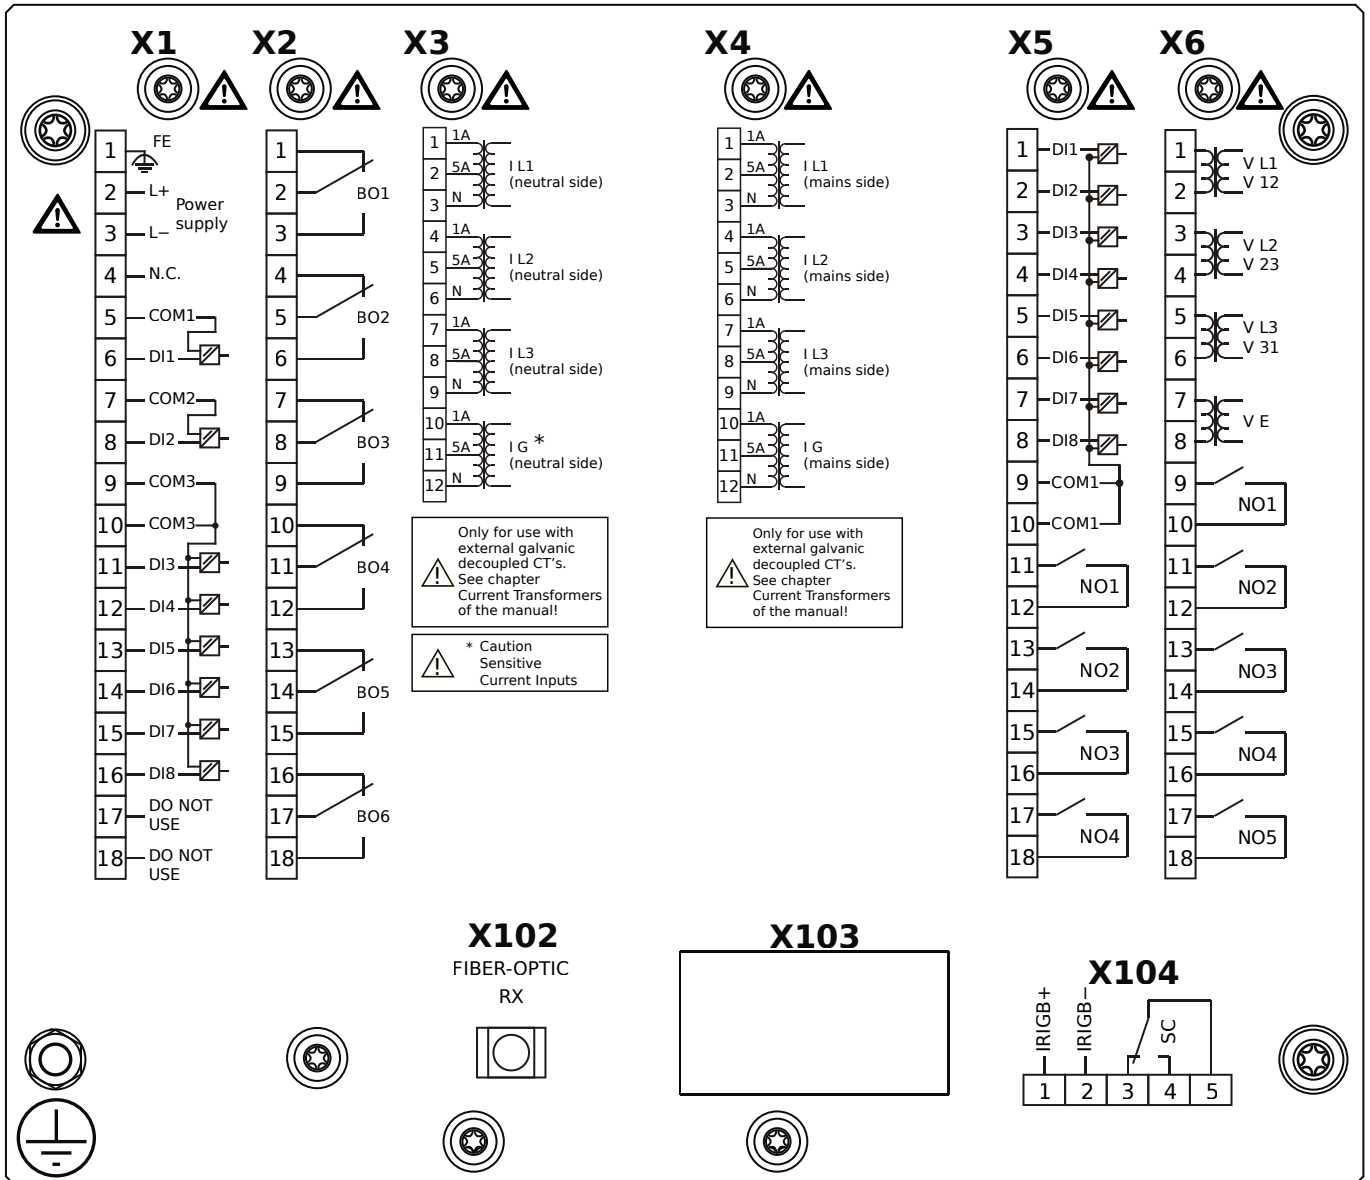 X1
X2
X3
X4
X5
X6
1 FE
2 L+
Power
supply
3 L−
4 N.C.
5 COM1
6 DI1
7 COM2
8 DI2
9 COM3
10 COM3
11 DI3
12 DI4
13 DI5
14 DI6
15 DI7
16 DI8
17 DO NOT
USE
18 DO NOT
USE
1
2 BO1
3
4
5 BO2
6
7
8 BO3
9
10
11 BO4
12
13
14 BO5
15
16
17 BO6
18
1 1A
2 5A
3 N
I L1
(neutral side)
4 1A
5 5A
6 N
I L2
(neutral side)
7 1A
8 5A
9 N
I L3
(neutral side)
10 1A
11 5A
12 N
I G *
(neutral side)
Only for use with
external galvanic
decoupled CT's.
See chapter
Current Transformers
of the manual!
* Caution
Sensitive
Current Inputs
1 1A
2 5A
3 N
I L1
(mains side)
4 1A
5 5A
6 N
I L2
(mains side)
7 1A
8 5A
9 N
I L3
(mains side)
10 1A
11 5A
12 N
I G
(mains side)
Only for use with
external galvanic
decoupled CT's.
See chapter
Current Transformers
of the manual!
1 DI1
2 DI2
3 DI3
4 DI4
5 DI5
6 DI6
7 DI7
8 DI8
9 COM1
10 COM1
11
NO1
12
13
NO2
14
15
NO3
16
17
NO4
18
1
V L1
V 12
2
3
V L2
V 23
4
5
V L3
V 31
6
7
V E
8
9
NO1
10
11
NO2
12
13
NO3
14
15
NO4
16
17
NO5
18
X102
FIBER-OPTIC
RX
X103
X104
IRIGB+
IRIGB−
SC
1 2 3 4 5